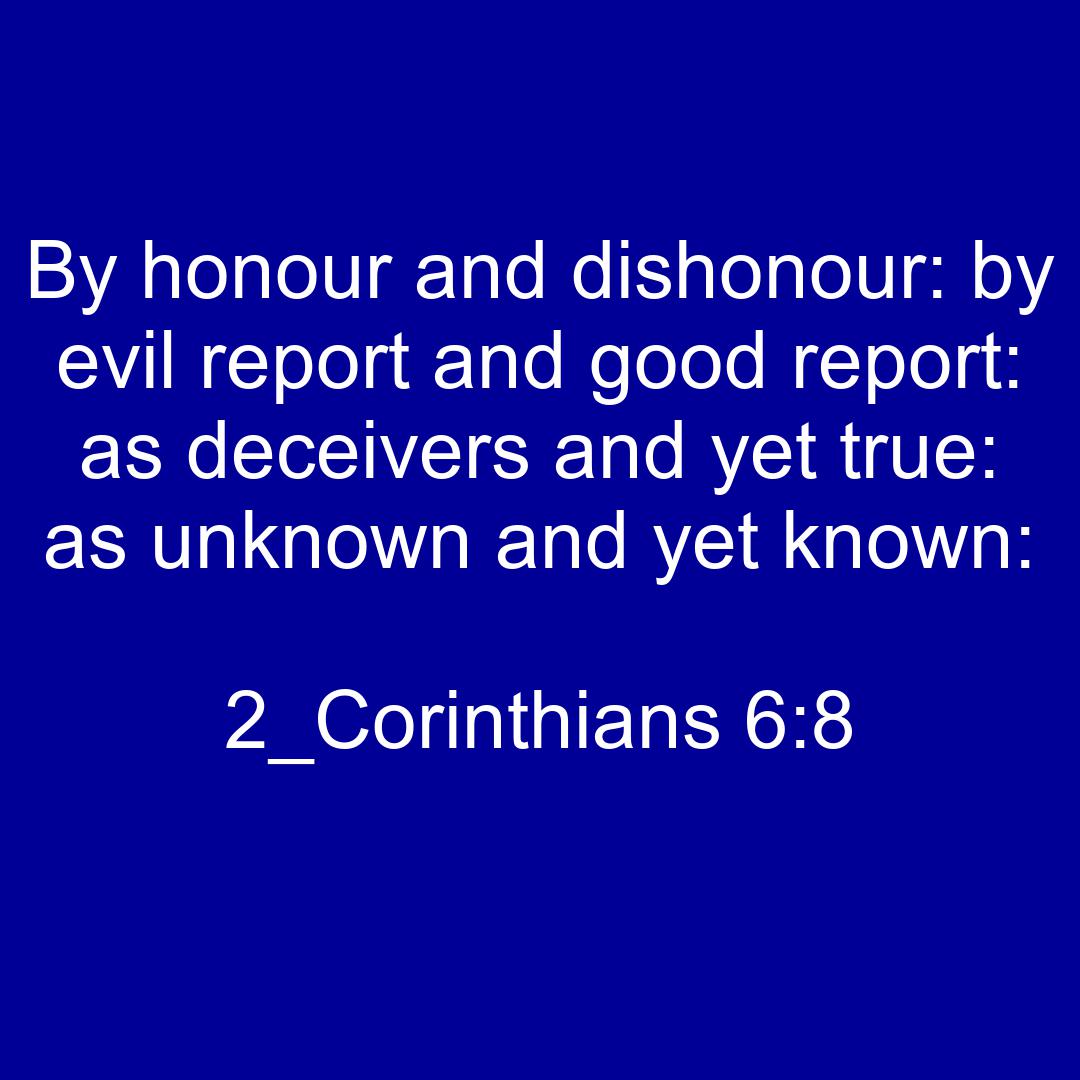 By honour and dishonour: by
evil report and good report:
as deceivers and yet true:
as unknown and yet known:
2_Corinthians 6:8